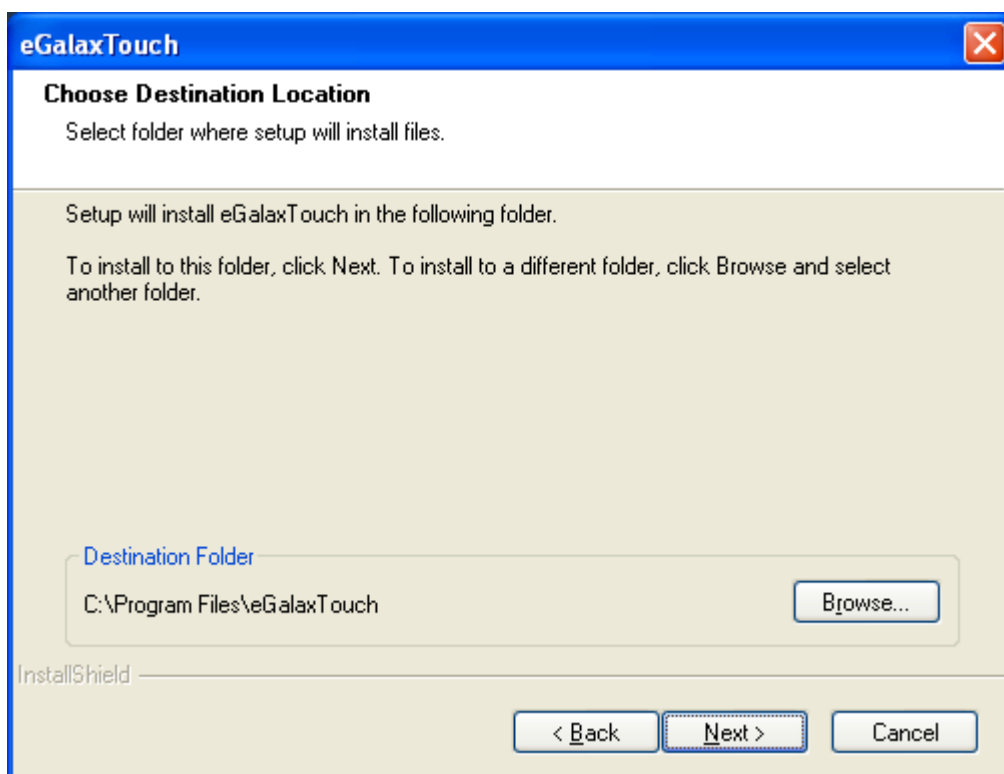 eGalaxTouch
Choose Destination Location
Select folder where setup will install files.
Setup will install eGalaxTouch in the following folder.
To install to this folder, click Next. To install to a different folder, click Browse and select
another folder.
Destination Folder
C:\Program Files\eGalaxTouch
Browse...
InstallShield
< Back
Next >
Cancel